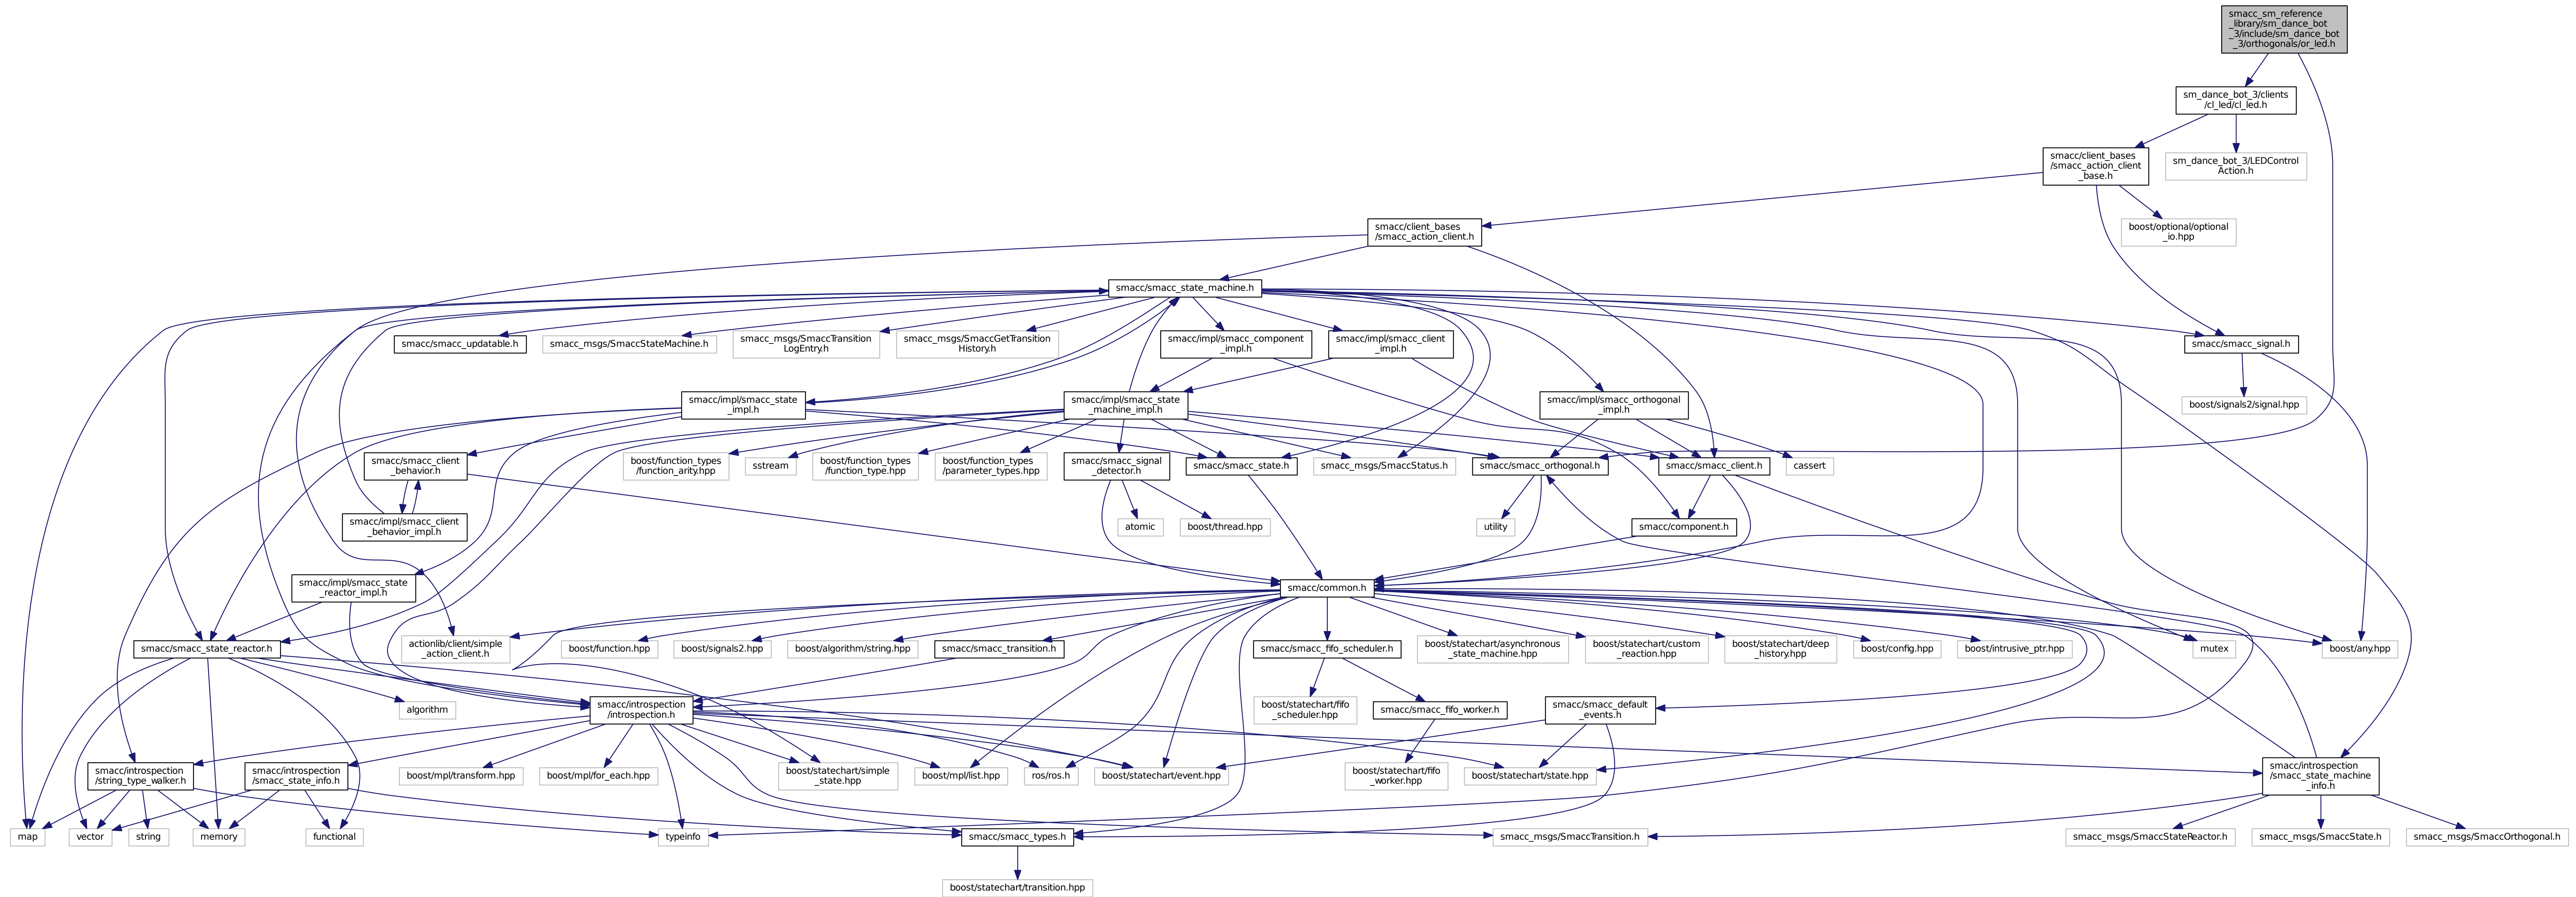 smacc_sm_reference
_library/sm_dance_bot
_3/include/sm_dance_bot
_3/orthogonals/or_led.h
sm_dance_bot_3/clients
/cl_led/cl_led.h
smacc/client_bases
/smacc_action_client
_base.h
sm_dance_bot_3/LEDControl
Action.h
smacc/client_bases
/smacc_action_client.h
boost/optional/optional
_io.hpp
smacc/smacc_state_machine.h
smacc/smacc_updatable.h
smacc_msgs/SmaccStateMachine.h
smacc_msgs/SmaccTransition
LogEntry.h
smacc_msgs/SmaccGetTransition
History.h
smacc/impl/smacc_component
_impl.h
smacc/impl/smacc_client
_impl.h
smacc/smacc_signal.h
smacc/impl/smacc_state
_impl.h
smacc/impl/smacc_state
_machine_impl.h
smacc/impl/smacc_orthogonal
_impl.h
boost/signals2/signal.hpp
smacc/smacc_client
_behavior.h
boost/function_types
/function_arity.hpp
sstream
boost/function_types
/function_type.hpp
boost/function_types
/parameter_types.hpp
smacc/smacc_signal
_detector.h
smacc/smacc_state.h
smacc_msgs/SmaccStatus.h
smacc/smacc_orthogonal.h
smacc/smacc_client.h
cassert
smacc/impl/smacc_client
_behavior_impl.h
atomic
boost/thread.hpp
utility
smacc/component.h
smacc/impl/smacc_state
_reactor_impl.h
smacc/common.h
smacc/smacc_state_reactor.h
actionlib/client/simple
_action_client.h
boost/function.hpp
boost/signals2.hpp
boost/algorithm/string.hpp
smacc/smacc_transition.h
smacc/smacc_fifo_scheduler.h
boost/statechart/asynchronous
_state_machine.hpp
boost/statechart/custom
_reaction.hpp
boost/statechart/deep
_history.hpp
boost/config.hpp
boost/intrusive_ptr.hpp
mutex
boost/any.hpp
algorithm
smacc/introspection
/introspection.h
boost/statechart/fifo
_scheduler.hpp
smacc/smacc_fifo_worker.h
smacc/smacc_default
_events.h
smacc/introspection
/string_type_walker.h
smacc/introspection
/smacc_state_info.h
boost/mpl/transform.hpp
boost/mpl/for_each.hpp
boost/statechart/simple
_state.hpp
boost/mpl/list.hpp
ros/ros.h
boost/statechart/event.hpp
boost/statechart/fifo
_worker.hpp
boost/statechart/state.hpp
smacc/introspection
/smacc_state_machine
_info.h
map
vector
string
memory
functional
typeinfo
smacc/smacc_types.h
smacc_msgs/SmaccTransition.h
smacc_msgs/SmaccStateReactor.h
smacc_msgs/SmaccState.h
smacc_msgs/SmaccOrthogonal.h
boost/statechart/transition.hpp